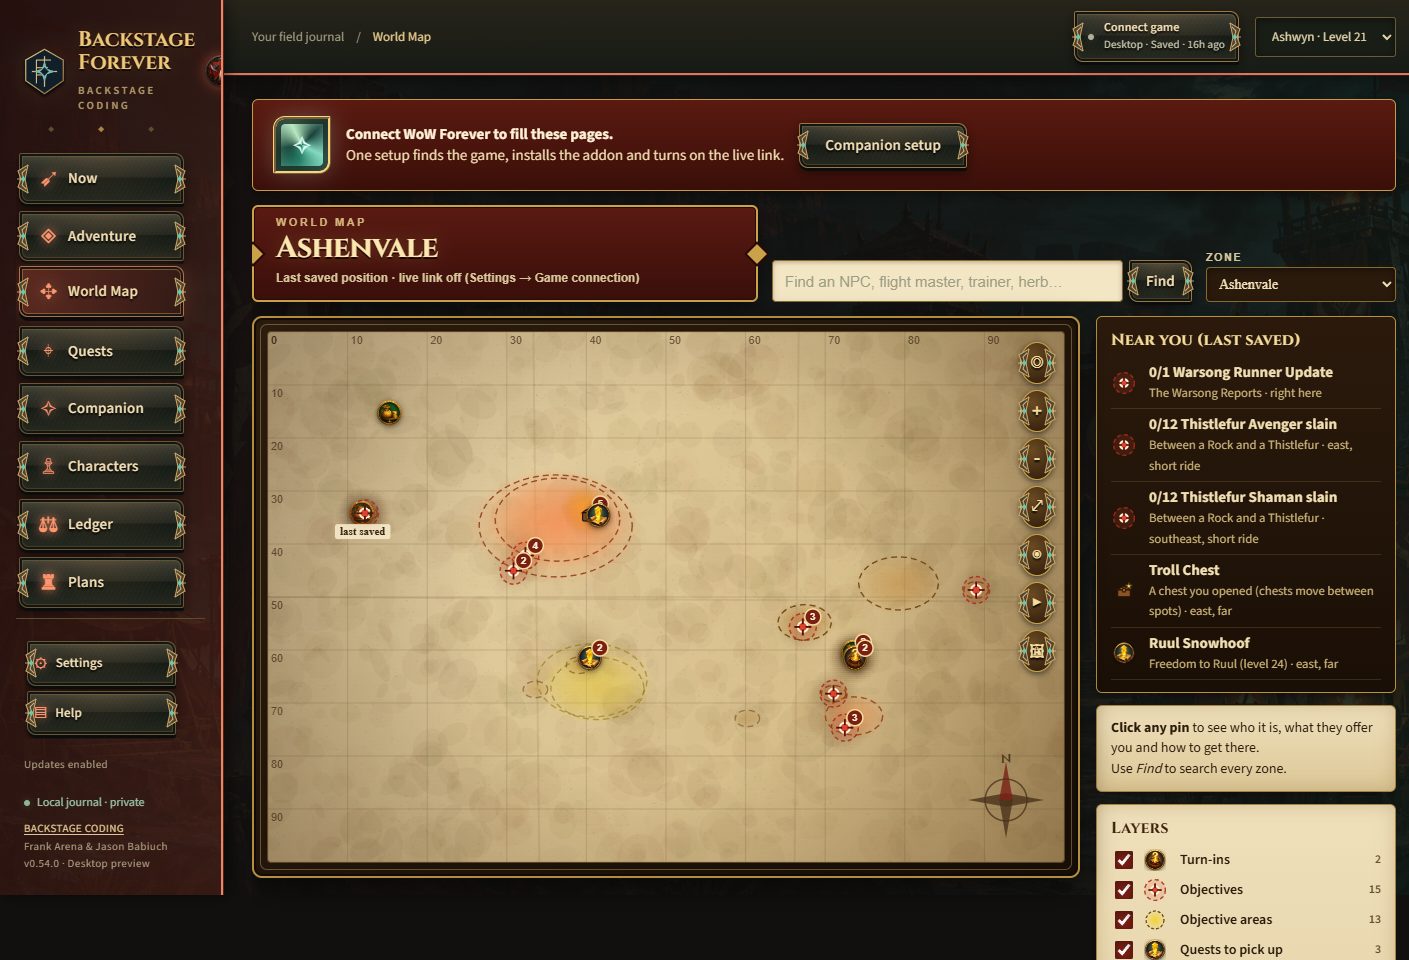 BACKSTAGE
FOREVER
BACKSTAGE
CODING
Now
Adventure
World Map
Quests
Companion
Characters
Ledger
Plans
Settings
Help
Updates enabled
Local journal · private
BACKSTAGE CODING
Frank Arena & Jason Babiuch
v0.54.0 · Desktop preview
Your field journal / World Map
Connect game
Desktop · Saved · 16h ago
Ashwyn · Level 21
Connect WoW Forever to fill these pages.
One setup finds the game, installs the addon and turns on the live link.
Companion setup
WORLD MAP
ASHENVALE
Last saved position · live link off (Settings → Game connection)
Find an NPC, flight master, trainer, herb…
Find
ZONE
Ashenvale
0 10 20 30 40 50 60 70 80 90
10
20
30
40
50
60
70
80
90
last saved
4
2
2
3
2
3
N
NEAR YOU (LAST SAVED)
0/1 Warsong Runner Update
The Warsong Reports · right here
0/12 Thistlefur Avenger slain
Between a Rock and a Thistlefur · east,
short ride
0/12 Thistlefur Shaman slain
Between a Rock and a Thistlefur ·
southeast, short ride
Troll Chest
A chest you opened (chests move between
spots) · east, far
Ruul Snowhoof
Freedom to Ruul (level 24) · east, far
Click any pin to see who it is, what they offer
you and how to get there.
Use Find to search every zone.
LAYERS
Turn-ins 2
Objectives 15
Objective areas 13
Quests to pick up 3